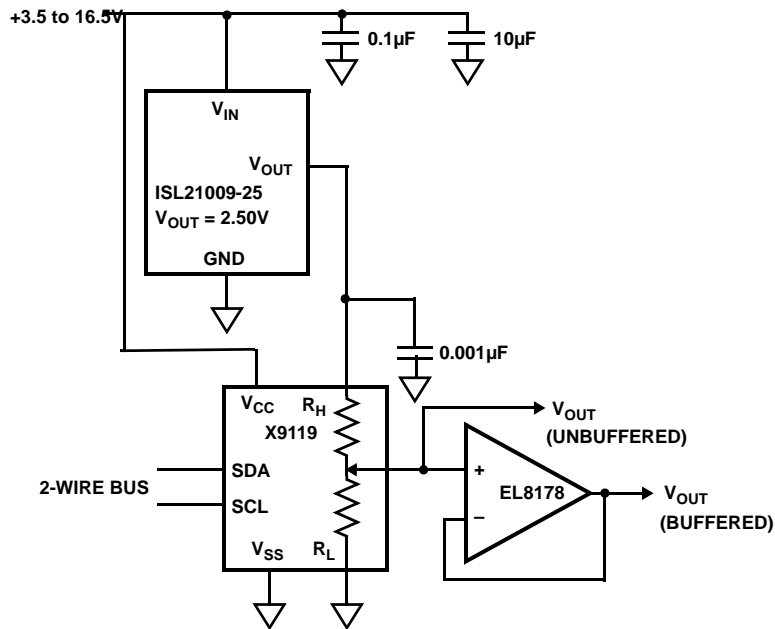 +3.5 to 16.5V
0.1µF
10µF
VIN
VOUT
ISL21009-25
VOUT = 2.50V
GND
0.001µF
VCC
RH
X9119
VOUT
(UNBUFFERED)
2-WIRE BUS
SDA
SCL
+
EL8178
–
VOUT
(BUFFERED)
VSS
RL